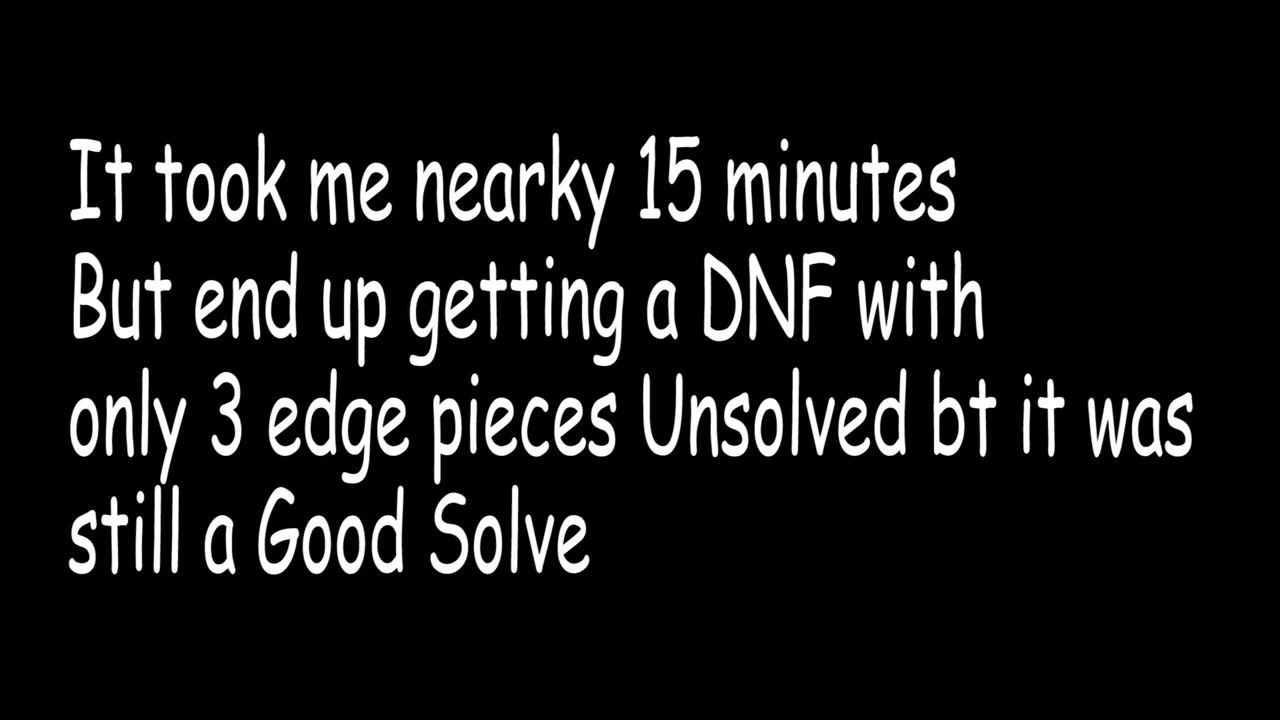 It took me nearky 15 minutes
But end up getting a DNF with
only 3 edge pieces Unsolved bt it was
still a Good Solve